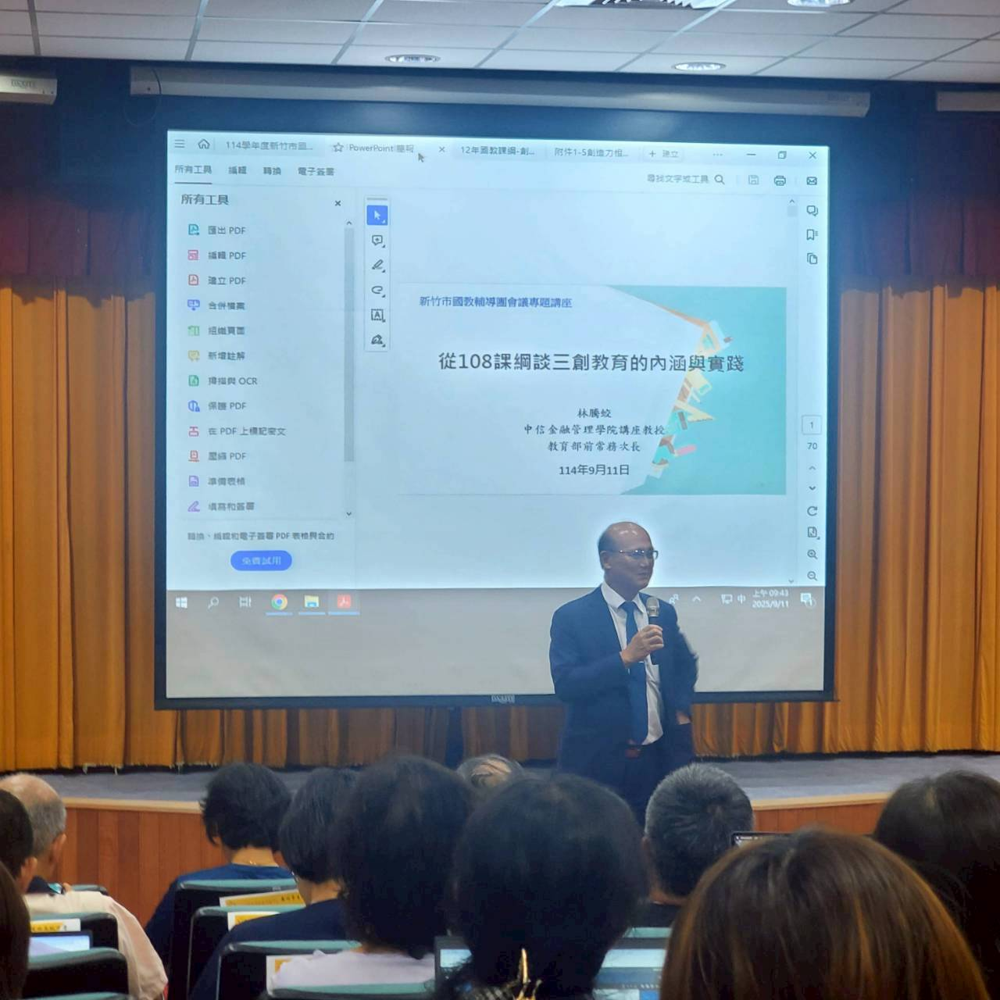 114學年度新竹市國...
PowerPoint 簡報
12年國教課綱-創...
附件1-5創造力相...
+ 建立
所有工具
編輯
轉換
電子簽署
尋找文字或工具
所有工具
匯出 PDF
編輯 PDF
建立 PDF
合併檔案
組織頁面
新增註解
掃描與 OCR
保護 PDF
在 PDF 上標記密文
壓縮 PDF
準備表格
填寫和簽署
轉換、編輯和電子簽署 PDF 表格與合約
免費試用
新竹市國教輔導團會議專題講座
從108課綱談三創教育的內涵與實踐
林騰蛟
中信金融管理學院講座教授
教育部前常務次長
114年9月11日
1
70
中
上午 09:43
2025/9/11